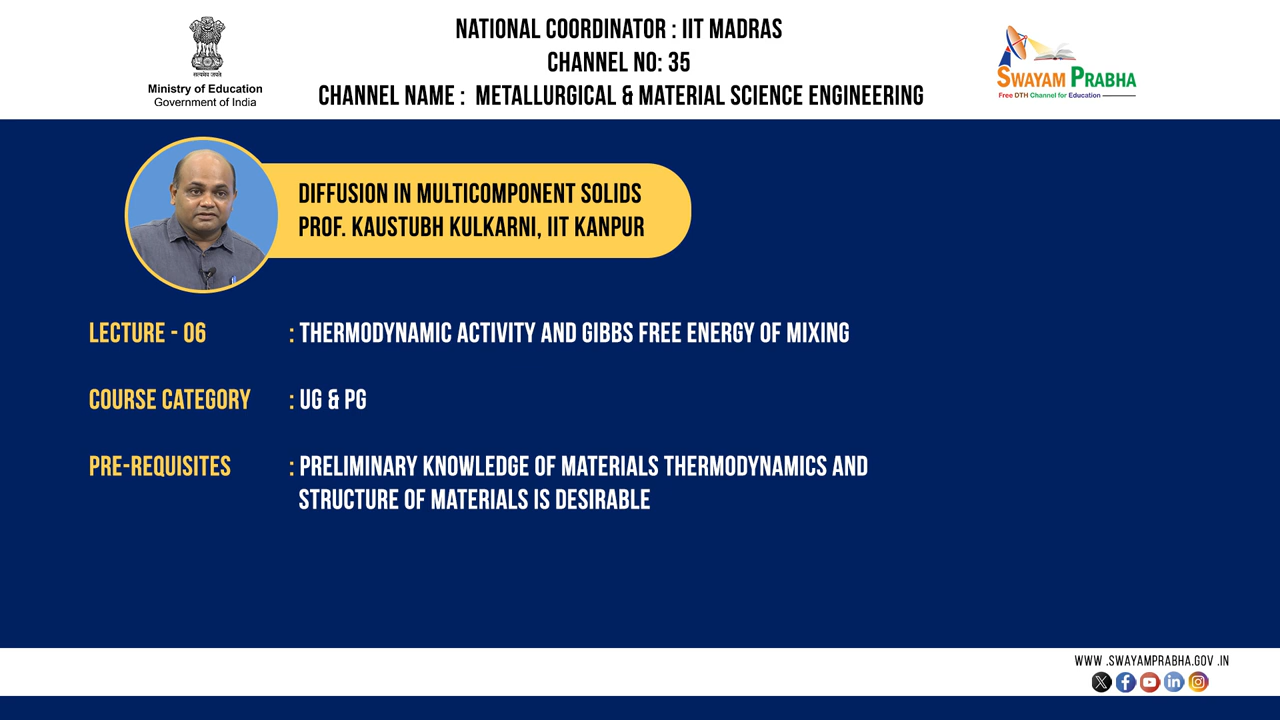 NATIONAL COORDINATOR : IIT MADRAS
CHANNEL NO: 35
CHANNEL NAME : METALLURGICAL & MATERIAL SCIENCE ENGINEERING
सत्यमेव जयते
Ministry of Education
Government of India
SWAYAM PRABHA
Free DTH Channel for Education
DIFFUSION IN MULTICOMPONENT SOLIDS
PROF. KAUSTUBH KULKARNI, IIT KANPUR
LECTURE - 06 : THERMODYNAMIC ACTIVITY AND GIBBS FREE ENERGY OF MIXING
COURSE CATEGORY : UG & PG
PRE-REQUISITES : PRELIMINARY KNOWLEDGE OF MATERIALS THERMODYNAMICS AND
STRUCTURE OF MATERIALS IS DESIRABLE
WWW .SWAYAMPRABHA.GOV .IN